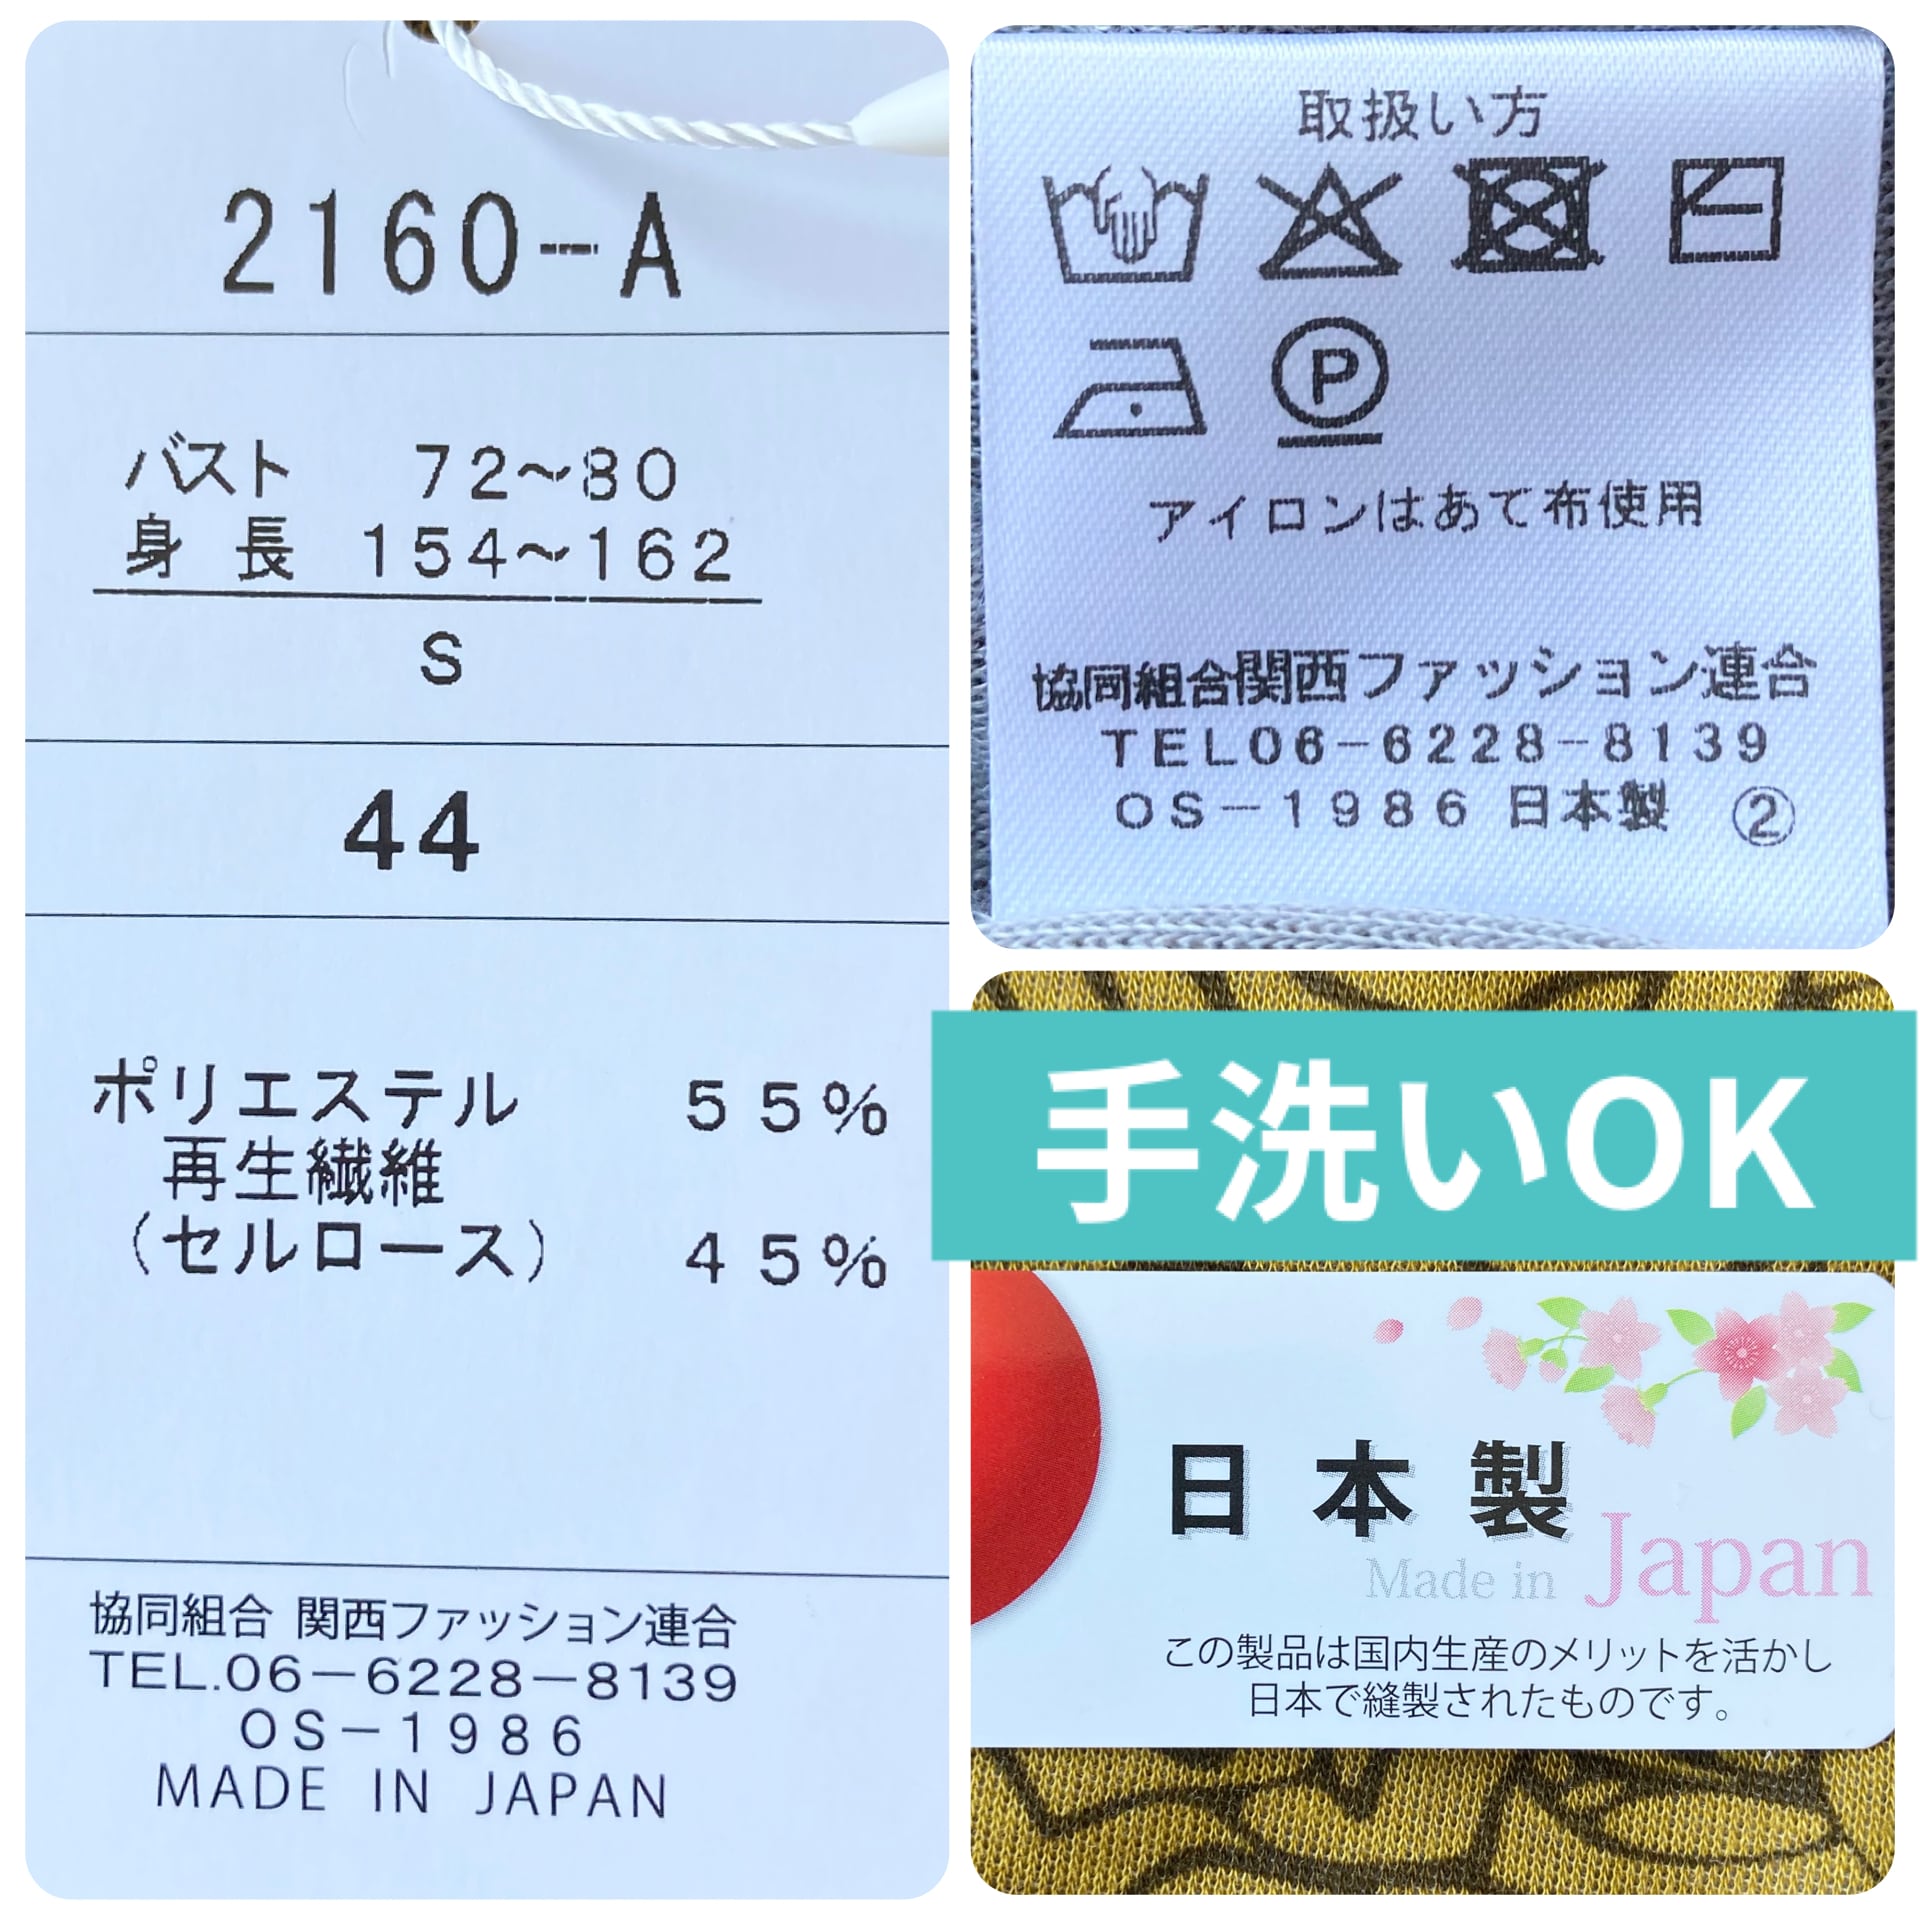 2160-A
バスト 72～80
身長 154～162
S
44
ポリエステル 55%
再生繊維
(セルロース) 45%
協同組合 関西ファッション連合
TEL.06-6228-8139
OS-1986
MADE IN JAPAN
取扱い方
P
アイロンはあて布使用
協同組合関西ファッション連合
TEL06-6228-8139
OS-1986 日本製 ②
手洗いOK
日本製
Made in Japan
この製品は国内生産のメリットを活かし
日本で縫製されたものです。